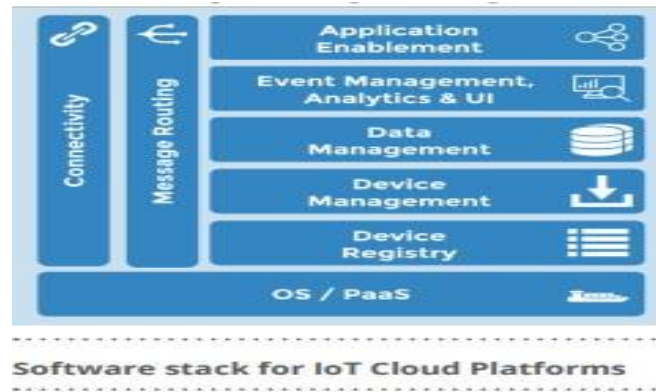 Connectivity
Message Routing
Application
Enablement
Event Management,
Analytics & UI
Data
Management
Device
Management
Device
Registry
OS / PaaS
Software stack for IoT Cloud Platforms